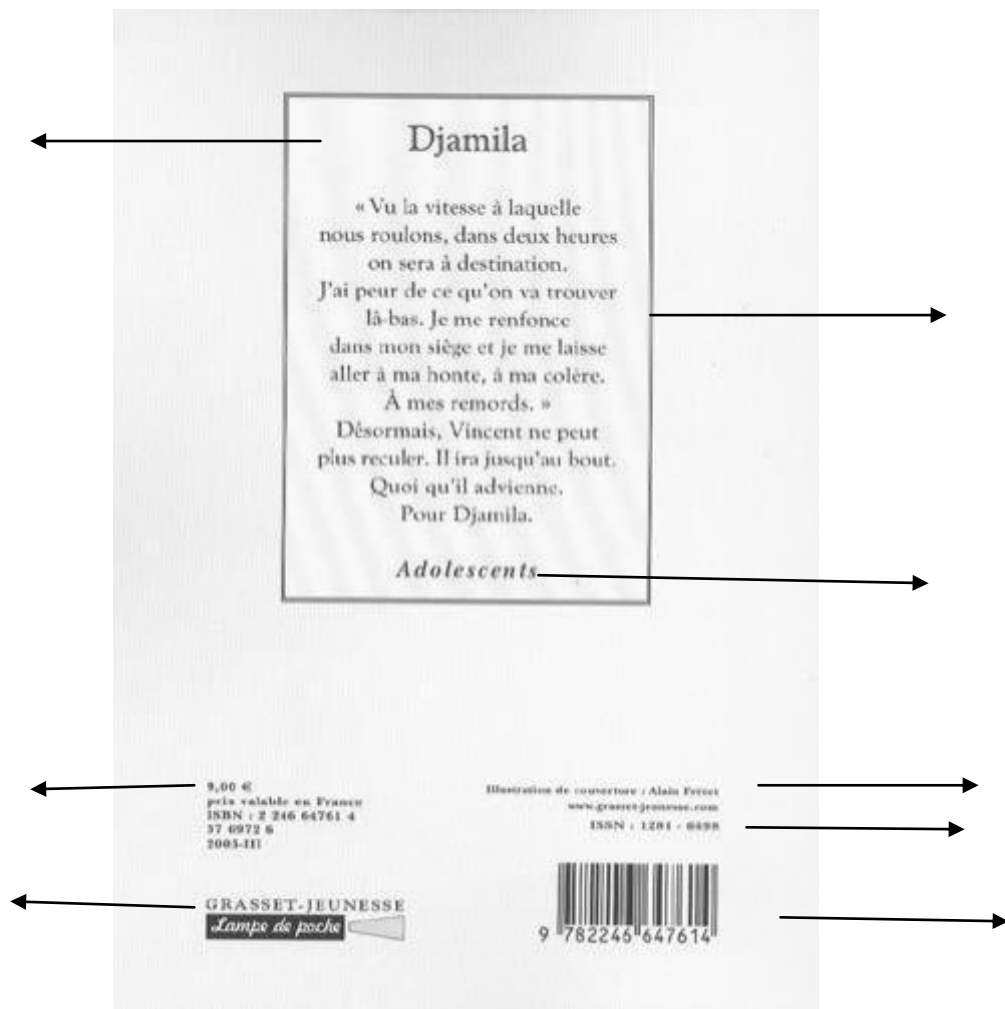 Djamila
« Vu la vitesse à laquelle
nous roulons, dans deux heures
on sera à destination.
J'ai peur de ce qu'on va trouver
là-bas. Je me renfonce
dans mon siège et je me laisse
aller à ma honte, à ma colère.
À mes remords. »
Désormais, Vincent ne peut
plus reculer. Il ira jusqu'au bout.
Quoi qu'il advienne.
Pour Djamila.
Adolescents
9,00 €
prix valable en France
ISBN : 2 246 64761 4
37 6972 6
2003-III
GRASSET-JEUNESSE
Lampe de poche
Illustration de couverture : Alain
www.grasset-jeunesse.com
ISSN : 1281 - 6498
9 782246 647614